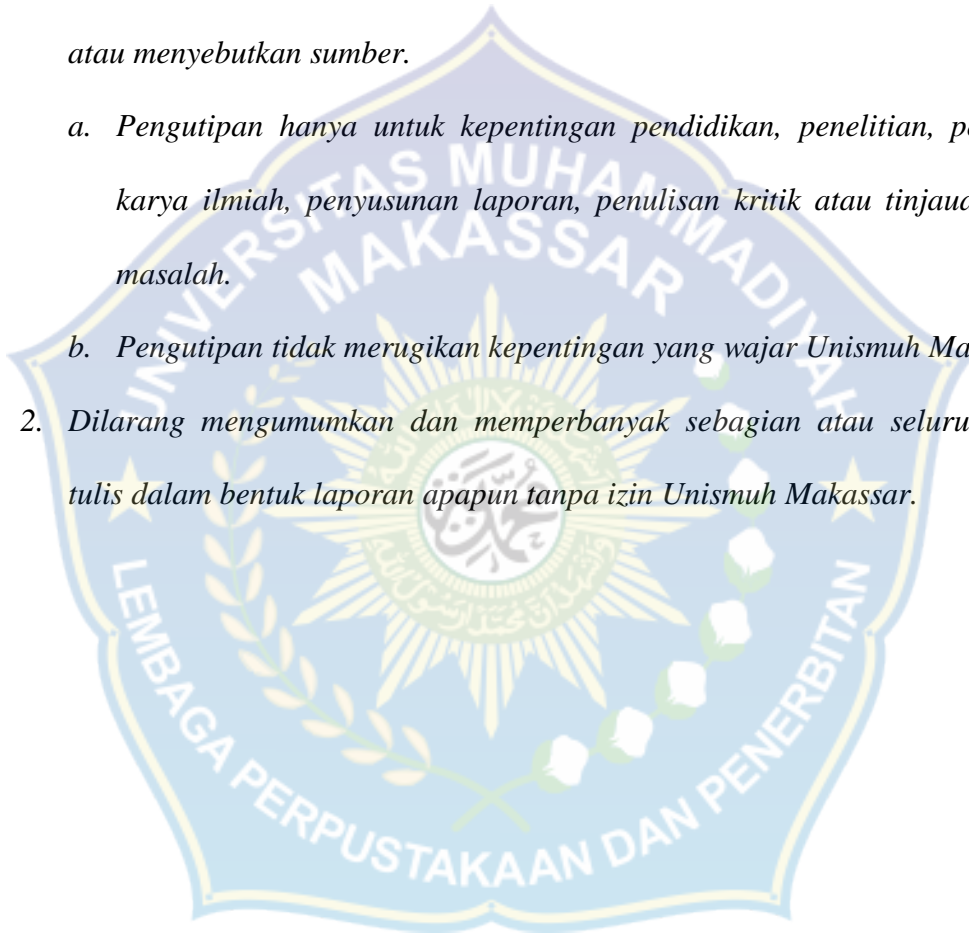 atau menyebutkan sumber.
a. Pengutipan hanya untuk kepentingan pendidikan, penelitian, 
karya ilmiah, penyusunan laporan, penulisan kritik atau 
masalah.
b. Pengutipan tidak merugikan kepentingan yang wajar Unismuh
2. Dilarang mengumumkan dan memperbanyak sebagian atau
tulis dalam bentuk laporan apapun tanpa izin Unismuh Makassar.
UNIVERSITAS MUHAMMADIYAH
MAKASSAR
LEMBAGA PERPUSTAKAAN DAN PENERBITAN